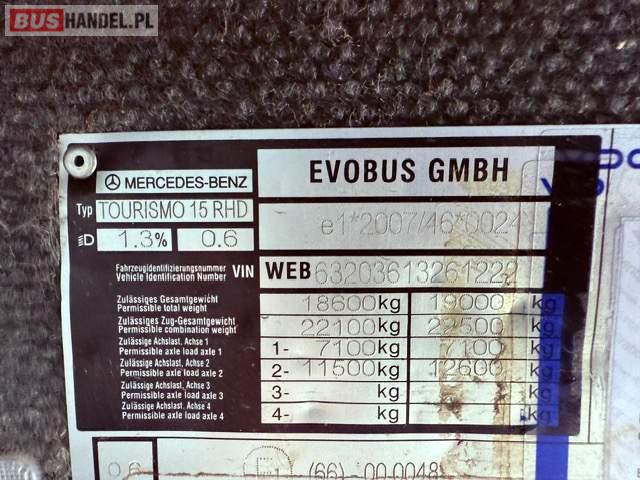 BUSHANDEL.PL
MERCEDES-BENZ EVOBUS GMBH
Typ TOURISMO 15 RHD e1*2007/46*0024
1.3% 0.6
Fahrzeugidentifizierungsnummer
Vehicle Identification Number VIN WEB63203613261222
Zulässiges Gesamtgewicht
Permissible total weight 18600kg 19000 kg
Zulässiges Zug-Gesamtgewicht
Permissible combination weight 22100kg 22500 kg
Zulässige Achslast, Achse 1
Permissible axle load axle 1 1- 7100kg 7100 kg
Zulässige Achslast, Achse 2
Permissible axle load axle 2 2- 11500kg 12600 kg
Zulässige Achslast, Achse 3
Permissible axle load axle 3 3- kg kg
Zulässige Achslast, Achse 4
Permissible axle load axle 4 4- kg kg
0.6 (66)-00.0048